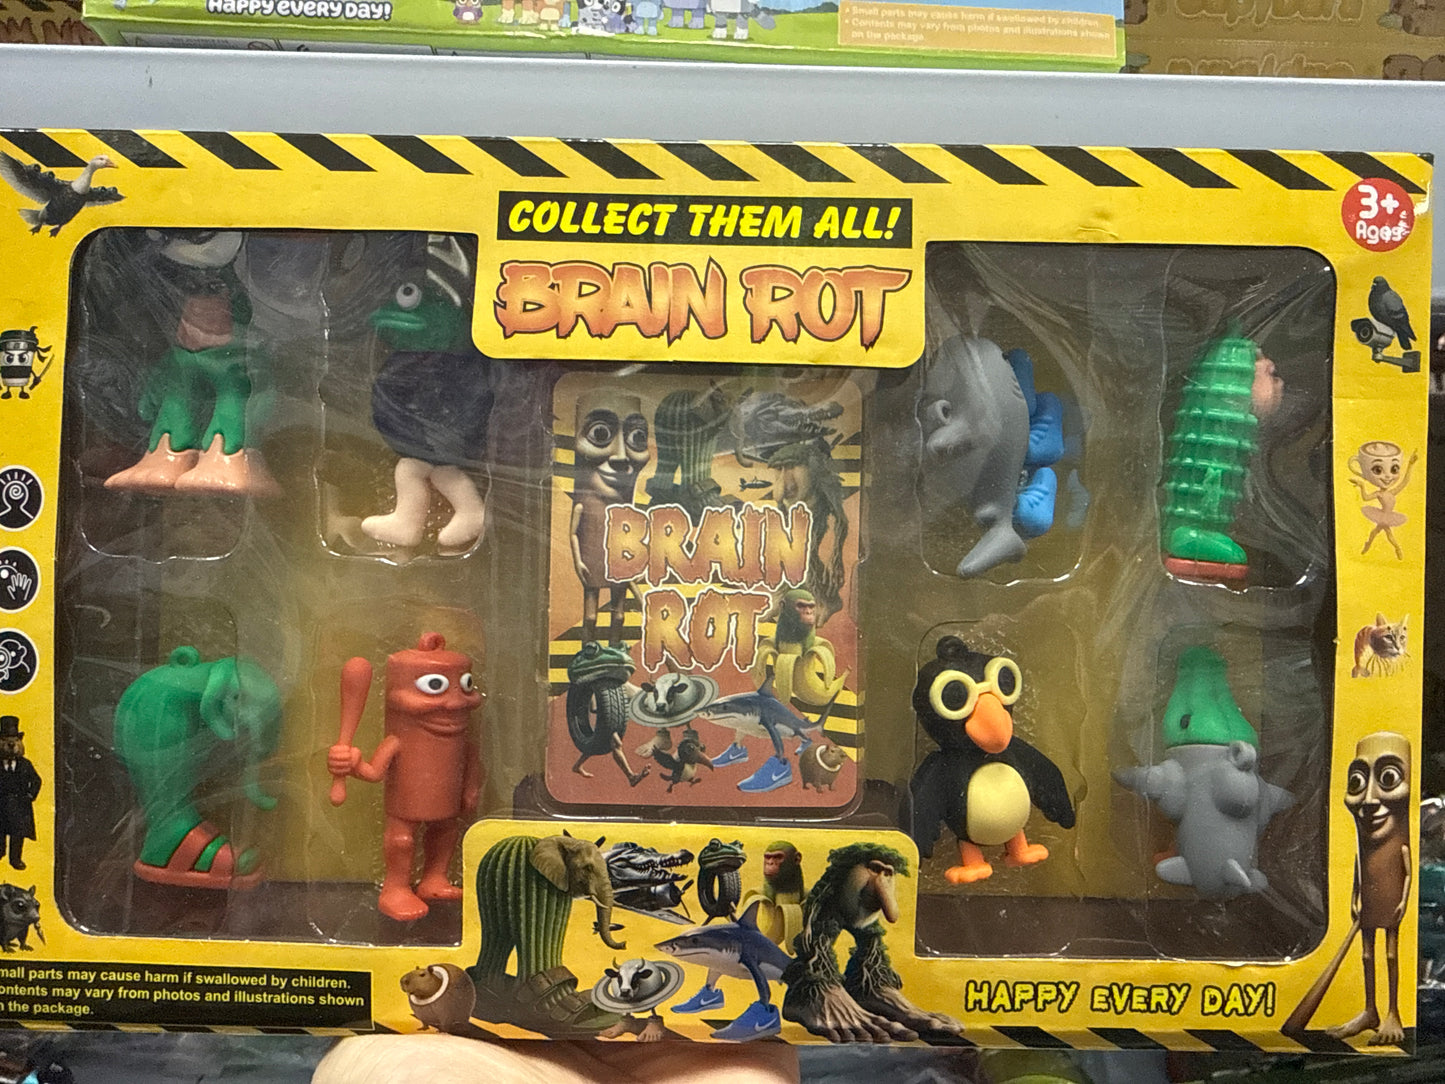 HAPPY EVERY DAY!
• Small parts may cause harm if swallowed by children.
• Contents may vary from photos and illustrations shown
on the package.
COLLECT THEM ALL!
3+
Ages
BRAIN ROT
BRAIN
ROT
mall parts may cause harm if swallowed by children.
ontents may vary from photos and illustrations shown
n the package.
HAPPY EVERY DAY!